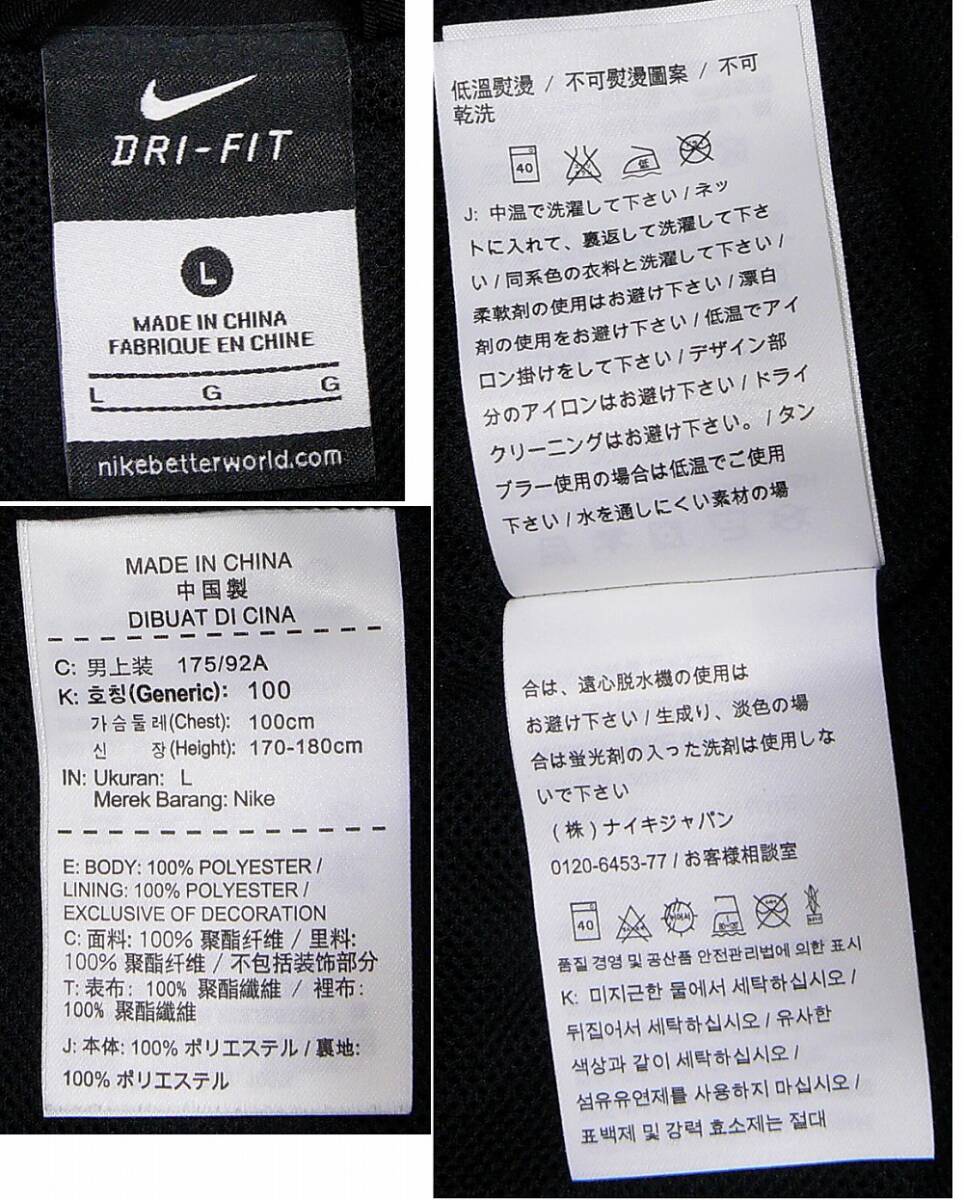 DRI-FIT
L
MADE IN CHINA
FABRIQUE EN CHINE
L G G
nikebetterworld.com
MADE IN CHINA
中国製
DIBUAT DI CINA
C: 男上装 175/92A
K: 호칭(Generic): 100
가슴둘레(Chest): 100cm
신 장(Height): 170-180cm
IN: Ukuran: L
Merek Barang: Nike
E: BODY: 100% POLYESTER /
LINING: 100% POLYESTER /
EXCLUSIVE OF DECORATION
C: 面料: 100% 聚酯纤维 / 里料:
100% 聚酯纤维 / 不包括装饰部分
T: 表布: 100% 聚酯纖維 / 裡布:
100% 聚酯纖維
J: 本体: 100% ポリエステル / 裏地:
100% ポリエステル
低溫熨燙 / 不可熨燙圖案 / 不可
乾洗
40 低
J: 中温で洗濯して下さい / ネッ
トに入れて、裏返して洗濯して下さ
い / 同系色の衣料と洗濯して下さい /
柔軟剤の使用はお避け下さい / 漂白
剤の使用をお避け下さい / 低温でアイ
ロン掛けをして下さい / デザイン部
分のアイロンはお避け下さい / ドライ
クリーニングはお避け下さい。 / タン
ブラー使用の場合は低温でご使用
下さい / 水を通しにくい素材の場
合は、遠心脱水機の使用は
お避け下さい / 生成り、淡色の場
合は蛍光剤の入った洗剤は使用しな
いで下さい
(株) ナイキジャパン
0120-6453-77 / お客様相談室
40
品질 경영 및 공산품 안전관리법에 의한 표시
K: 미지근한 물에서 세탁하십시오 /
뒤집어서 세탁하십시오 / 유사한
색상과 같이 세탁하십시오 /
섬유유연제를 사용하지 마십시오 /
표백제 및 강력 효소제는 절대